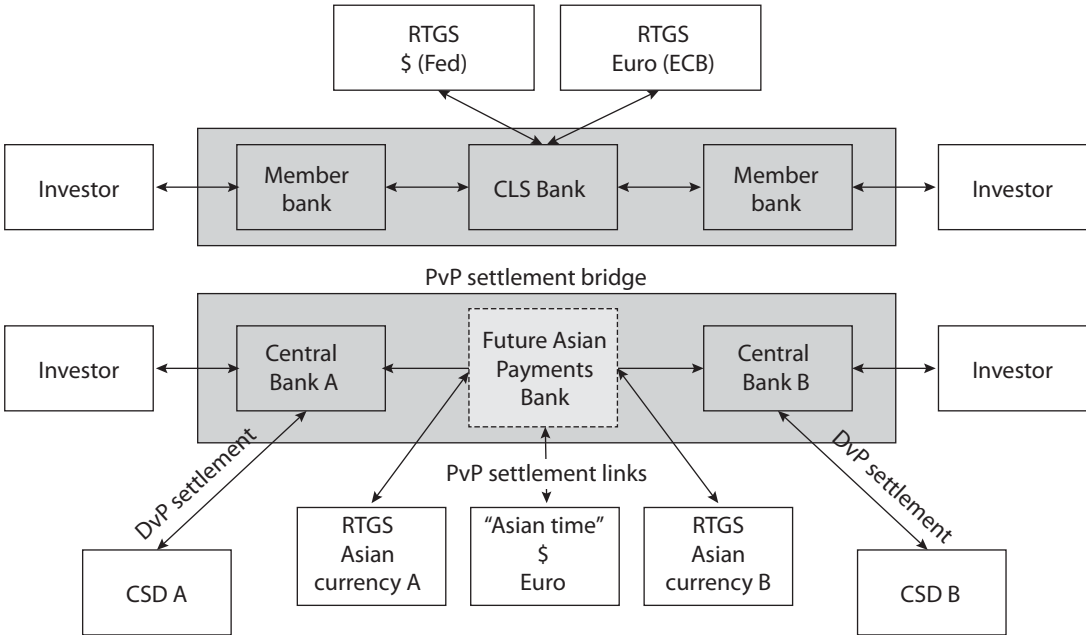 RTGS
$ (Fed)
RTGS
Euro (ECB)
Investor
Member
bank
CLS Bank
Member
bank
Investor
PvP settlement bridge
Investor
Central
Bank A
Future Asian
Payments
Bank
Central
Bank B
Investor
DvP settlement
PvP settlement links
DvP settlement
CSD A
RTGS
Asian
currency A
“Asian time”
$
Euro
RTGS
Asian
currency B
CSD B